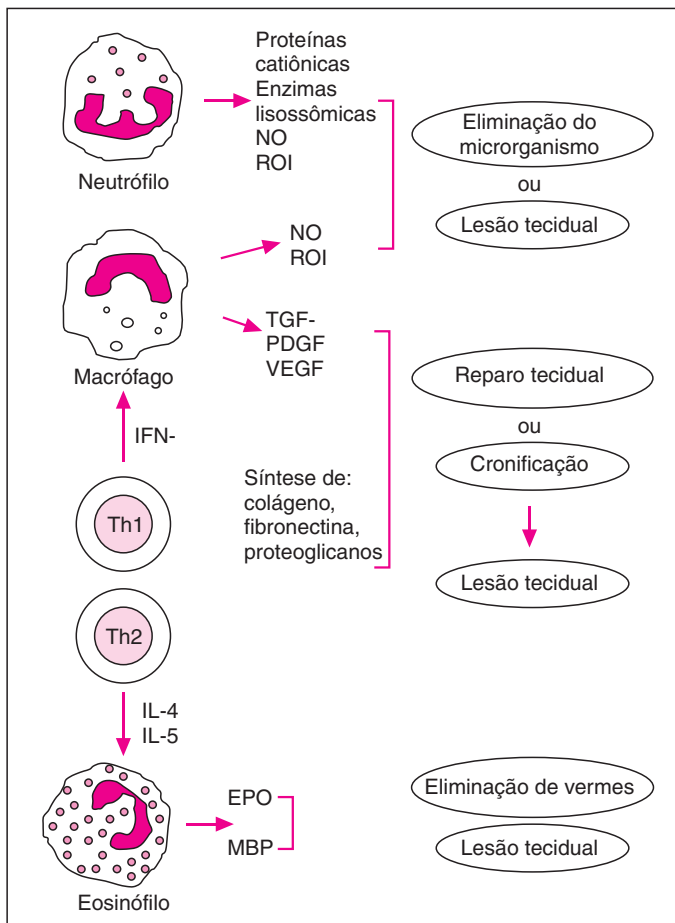 Proteínas
catiônicas
Enzimas
lisossômicas
NO
ROI
Neutrófilo
Eliminação do
microrganismo
ou
Lesão tecidual
NO
ROI
TGF-
PDGF
VEGF
Macrófago
Reparo tecidual
ou
Cronificação
IFN-
Síntese de:
colágeno,
fibronectina,
proteoglicanos
Th1
Lesão tecidual
Th2
IL-4
IL-5
EPO
MBP
Eliminação de vermes
Lesão tecidual
Eosinófilo